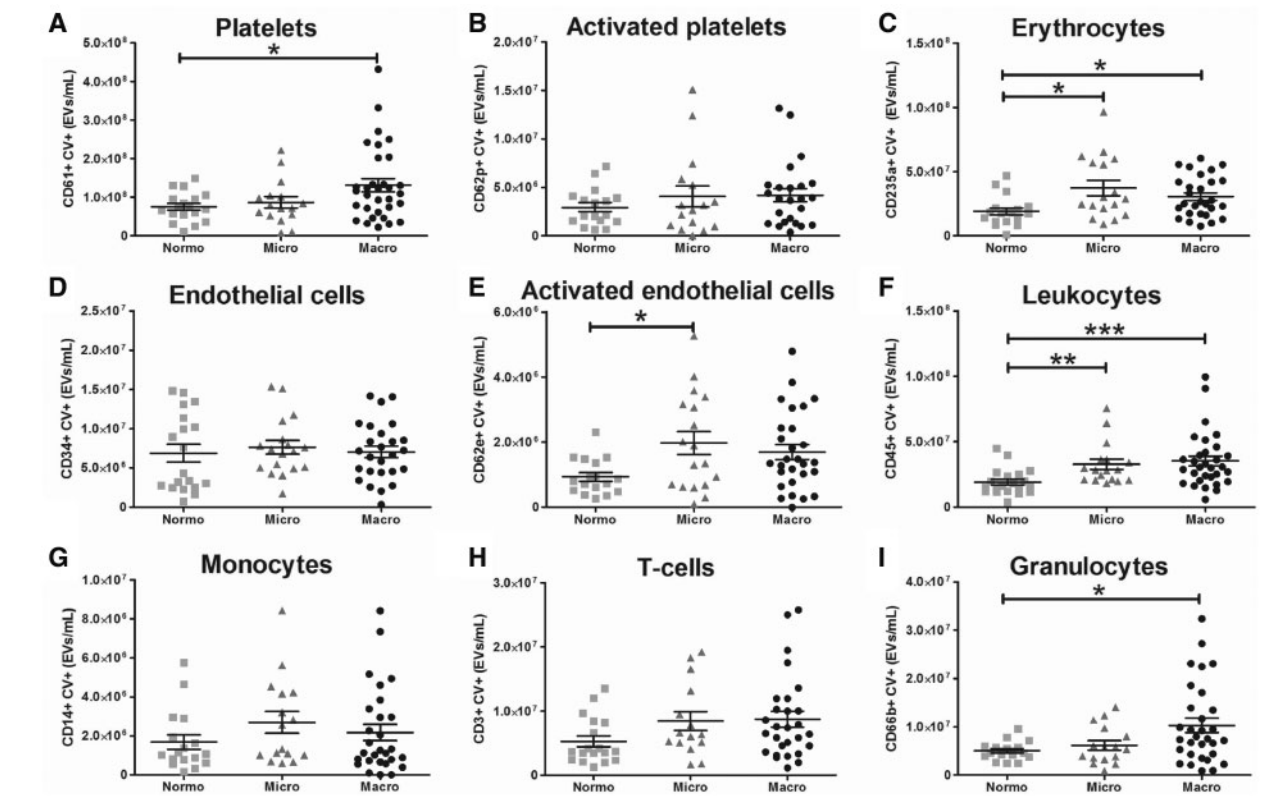 A
Platelets
*
CD61+ CV+ (EVs/mL)
5.0×10⁸
4.0×10⁸
3.0×10⁸
2.0×10⁸
1.0×10⁸
0
Normo Micro Macro
B
Activated platelets
CD62p+ CV+ (EVs/mL)
2.0×10⁷
1.5×10⁷
1.0×10⁷
5.0×10⁶
0
Normo Micro Macro
C
Erythrocytes
*
*
CD235a+ CV+ (EVs/mL)
1.5×10⁸
1.0×10⁸
5.0×10⁷
0
Normo Micro Macro
D
Endothelial cells
CD34+ CV+ (EVs/mL)
2.5×10⁷
2.0×10⁷
1.5×10⁷
1.0×10⁷
5.0×10⁶
0
Normo Micro Macro
E
Activated endothelial cells
*
CD62e+ CV+ (EVs/mL)
6.0×10⁶
4.0×10⁶
2.0×10⁶
0
Normo Micro Macro
F
Leukocytes
***
**
CD45+ CV+ (EVs/mL)
1.5×10⁸
1.0×10⁸
5.0×10⁷
0
Normo Micro Macro
G
Monocytes
CD14+ CV+ (EVs/mL)
1.0×10⁷
8.0×10⁶
6.0×10⁶
4.0×10⁶
2.0×10⁶
0
Normo Micro Macro
H
T-cells
CD3+ CV+ (EVs/mL)
3.0×10⁷
2.0×10⁷
1.0×10⁷
0
Normo Micro Macro
I
Granulocytes
*
CD66b+ CV+ (EVs/mL)
4.0×10⁷
3.0×10⁷
2.0×10⁷
1.0×10⁷
0
Normo Micro Macro